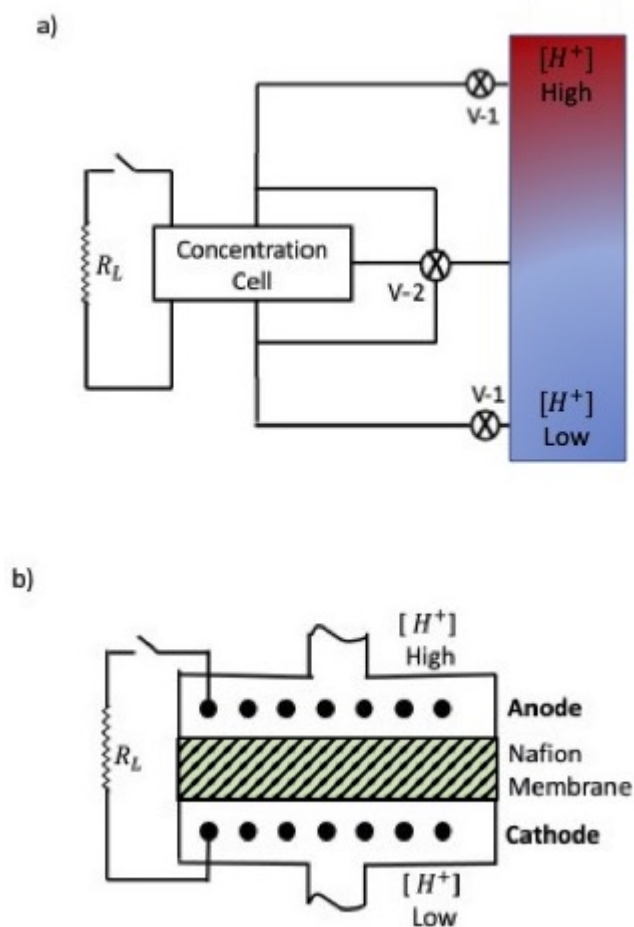 a)
[H⁺]
High
V-1
R_L
Concentration
Cell
V-2
V-1
[H⁺]
Low
b)
[H⁺]
High
Anode
R_L
Nafion
Membrane
Cathode
[H⁺]
Low